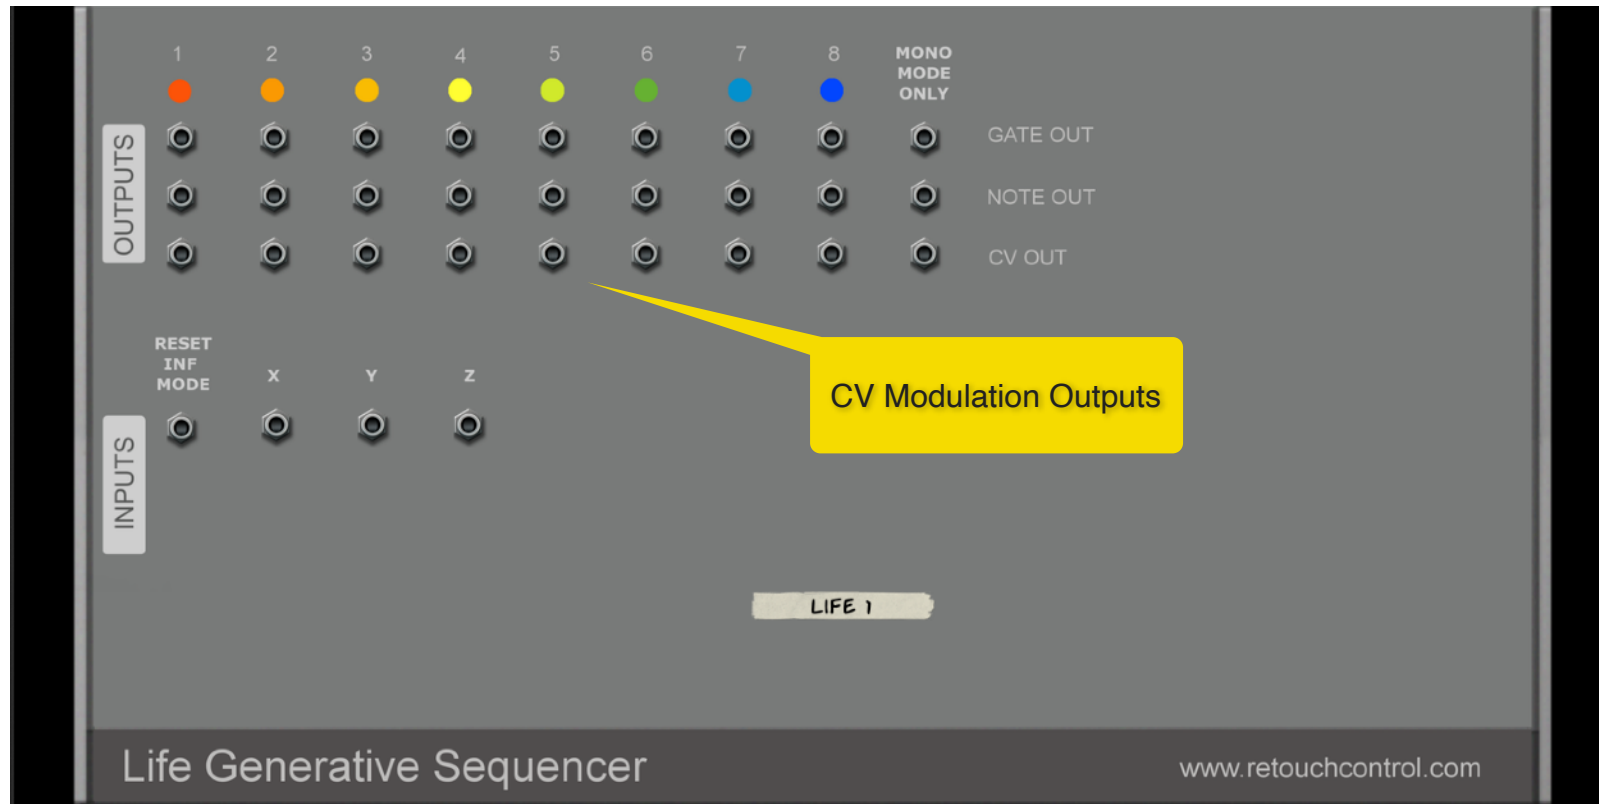 1 2 3 4 5 6 7 8 MONO
MODE
ONLY
OUTPUTS
GATE OUT
NOTE OUT
CV OUT
RESET
INF
MODE
X Y Z
INPUTS
CV Modulation Outputs
LIFE 1
Life Generative Sequencer
www.retouchcontrol.com